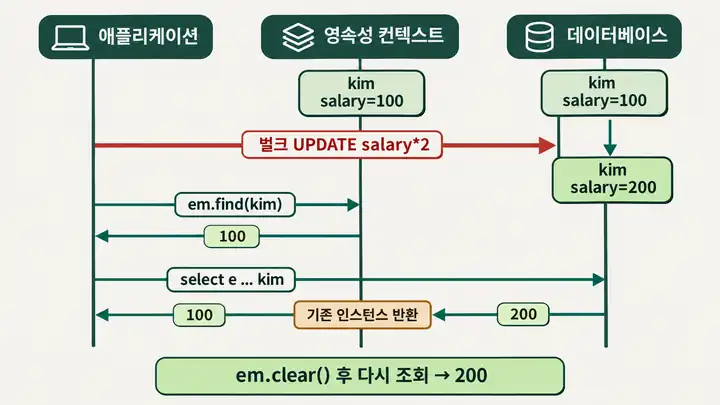 애플리케이션
영속성 컨텍스트
데이터베이스
kim
salary=100
kim
salary=100
벌크 UPDATE salary*2
kim
salary=200
em.find(kim)
100
select e ... kim
100
기존 인스턴스 반환
200
em.clear() 후 다시 조회 → 200